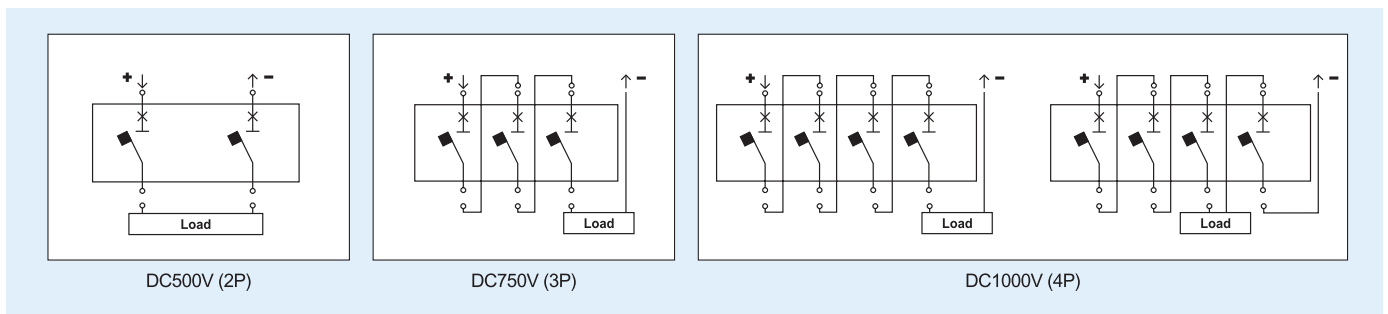 + −
Load
DC500V (2P)
+ −
Load
DC750V (3P)
+ −
Load
+ −
Load
DC1000V (4P)